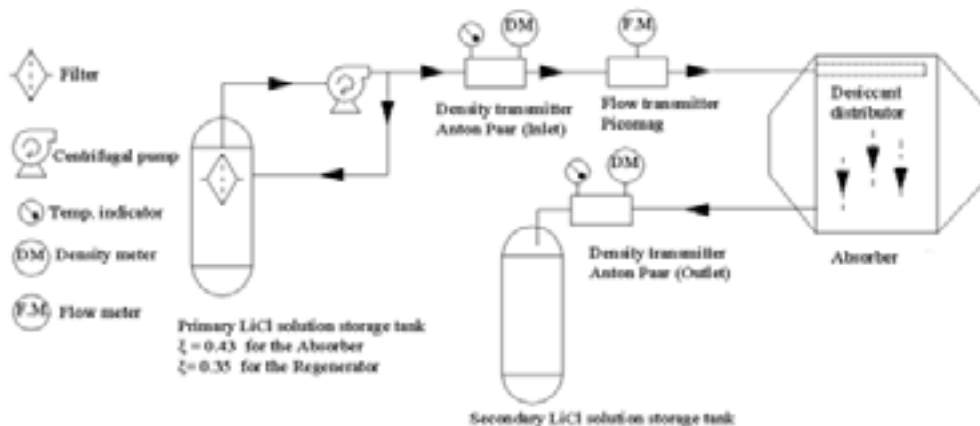 Filter
Centrifugal pump
Temp. indicator
DM
Density meter
F.M
Flow meter
DM
F.M
Density transmitter
Anton Paar (Inlet)
Flow transmitter
Picomag
Desiccant
distributor
DM
Density transmitter
Anton Paar (Outlet)
Absorber
Primary LiCl solution storage tank
ξ = 0.43 for the Absorber
ξ= 0.35 for the Regenerator
Secondary LiCl solution storage tank